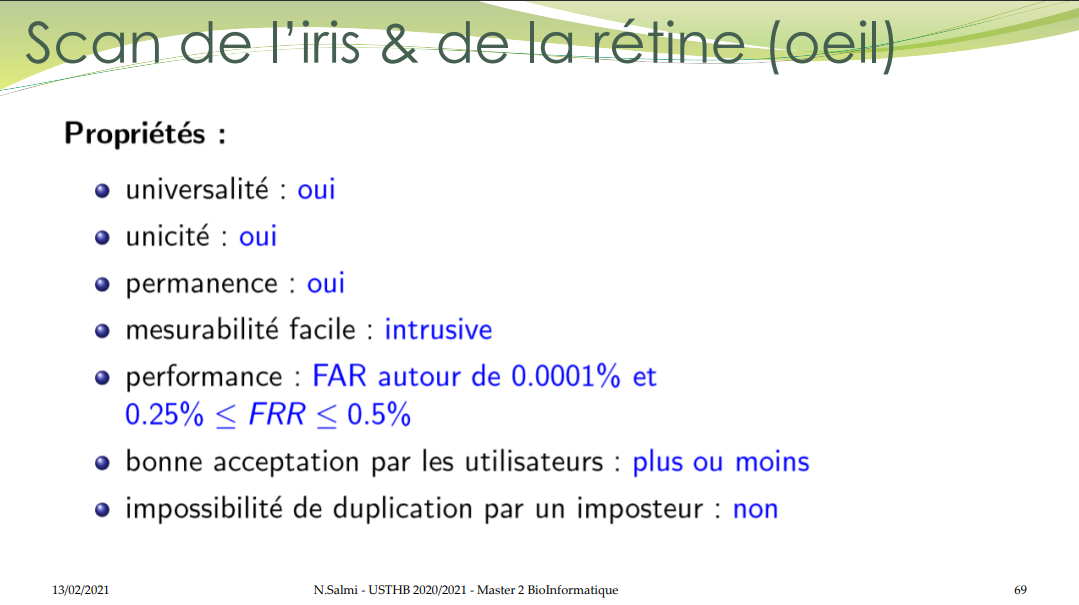 Scan de l'iris & de la rétine (oeil)
Propriétés :
universalité : oui
unicité : oui
permanence : oui
mesurabilité facile : intrusive
performance : FAR autour de 0.0001% et
0.25% ≤ FRR ≤ 0.5%
bonne acceptation par les utilisateurs : plus ou moins
impossibilité de duplication par un imposteur : non
13/02/2021 N.Salmi - USTHB 2020/2021 - Master 2 BioInformatique 69